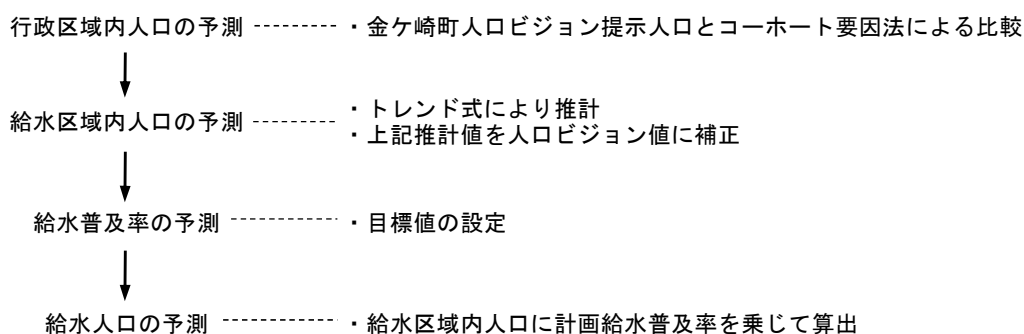 行政区域内人口の予測 ・金ケ崎町人口ビジョン提示人口とコーホート要因法による比較
給水区域内人口の予測 ・トレンド式により推計
・上記推計値を人口ビジョン値に補正
給水普及率の予測 ・目標値の設定
給水人口の予測 ・給水区域内人口に計画給水普及率を乗じて算出